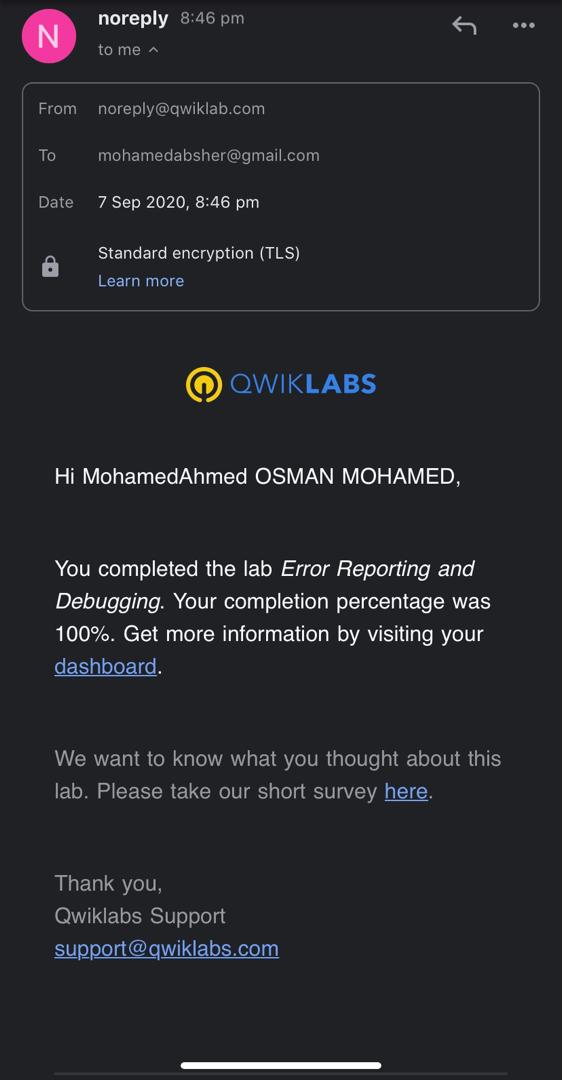 N
noreply 8:46 pm
to me
From noreply@qwiklab.com
To mohamedabsher@gmail.com
Date 7 Sep 2020, 8:46 pm
Standard encryption (TLS)
Learn more
QWIKLABS
Hi MohamedAhmed OSMAN MOHAMED,
You completed the lab Error Reporting and
Debugging. Your completion percentage was
100%. Get more information by visiting your
dashboard.
We want to know what you thought about this
lab. Please take our short survey here.
Thank you,
Qwiklabs Support
support@qwiklabs.com